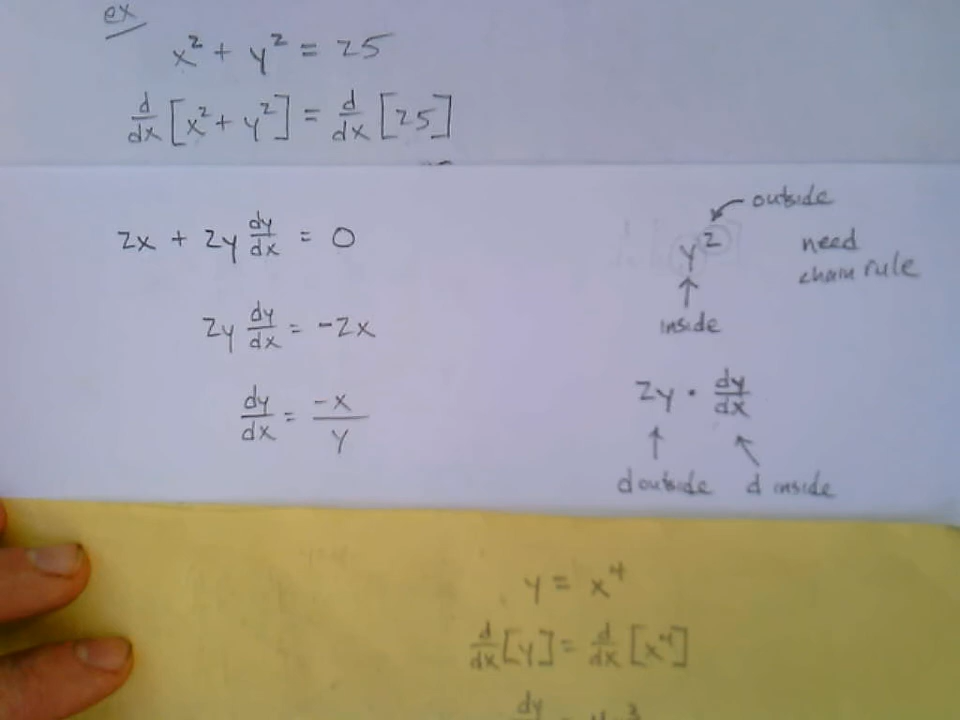 ex
x² + y² = 25
d/dx [x² + y²] = d/dx [25]
2x + 2y dy/dx = 0
2y dy/dx = -2x
dy/dx = -x/y
outside
y²
need
chain rule
inside
2y · dy/dx
d outside d inside
y = x⁴
d/dx [y] = d/dx [x⁴]
dy